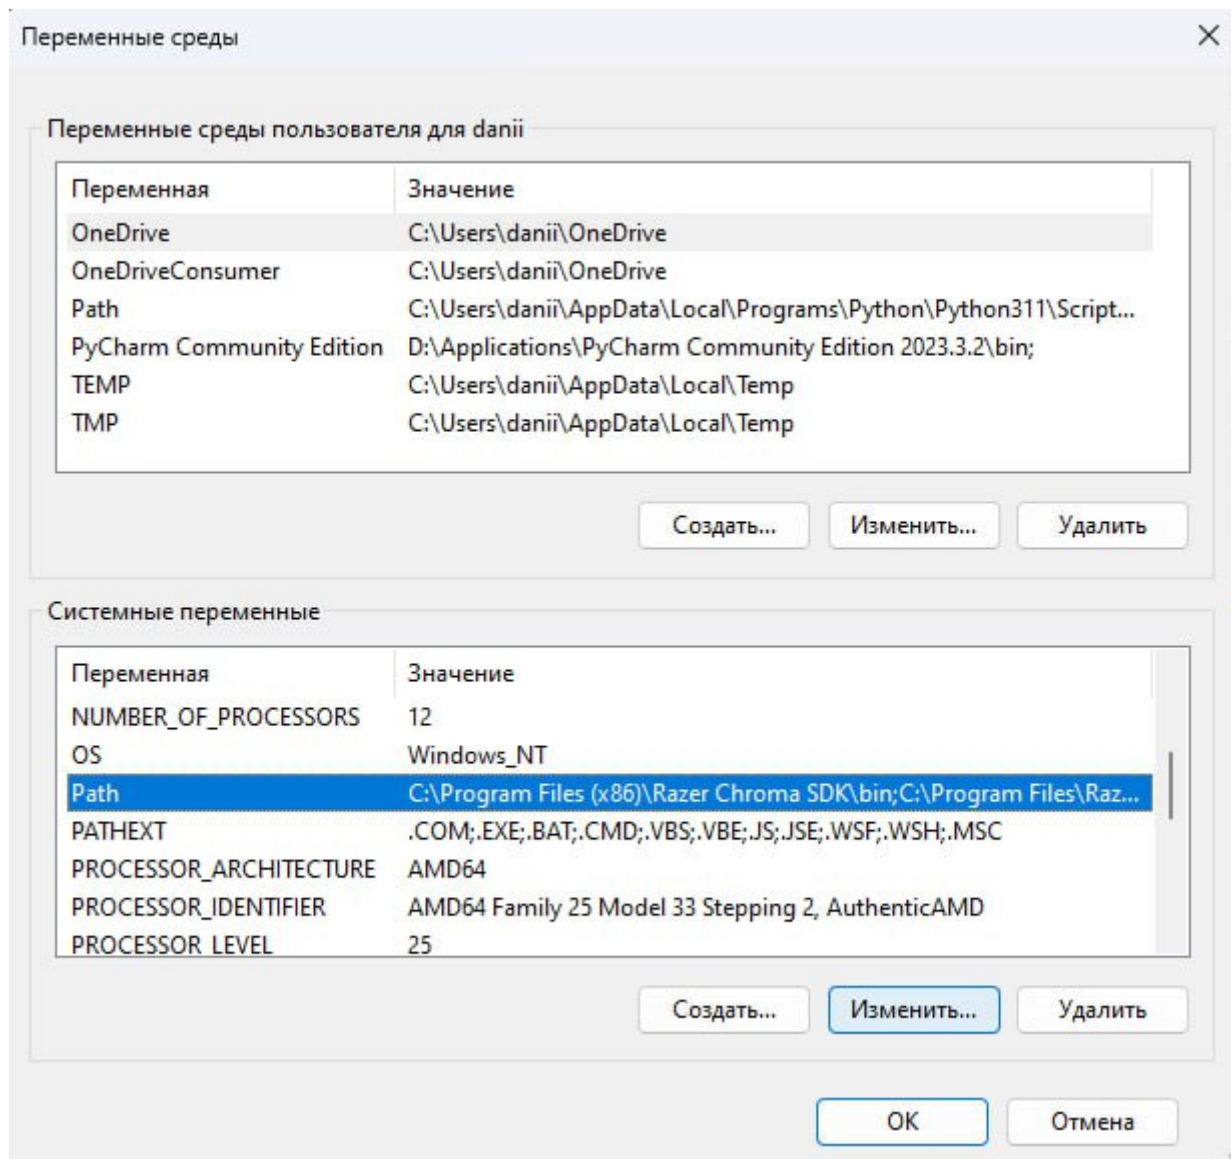 Переменные среды
Переменные среды пользователя для danii
Переменная Значение
OneDrive C:\Users\danii\OneDrive
OneDriveConsumer C:\Users\danii\OneDrive
Path C:\Users\danii\AppData\Local\Programs\Python\Python311\Script...
PyCharm Community Edition D:\Applications\PyCharm Community Edition 2023.3.2\bin;
TEMP C:\Users\danii\AppData\Local\Temp
TMP C:\Users\danii\AppData\Local\Temp
Создать... Изменить... Удалить
Системные переменные
Переменная Значение
NUMBER_OF_PROCESSORS 12
OS Windows_NT
Path C:\Program Files (x86)\Razer Chroma SDK\bin;C:\Program Files\Raz...
PATHEXT .COM;.EXE;.BAT;.CMD;.VBS;.VBE;.JS;.JSE;.WSF;.WSH;.MSC
PROCESSOR_ARCHITECTURE AMD64
PROCESSOR_IDENTIFIER AMD64 Family 25 Model 33 Stepping 2, AuthenticAMD
PROCESSOR_LEVEL 25
Создать... Изменить... Удалить
ОК Отмена